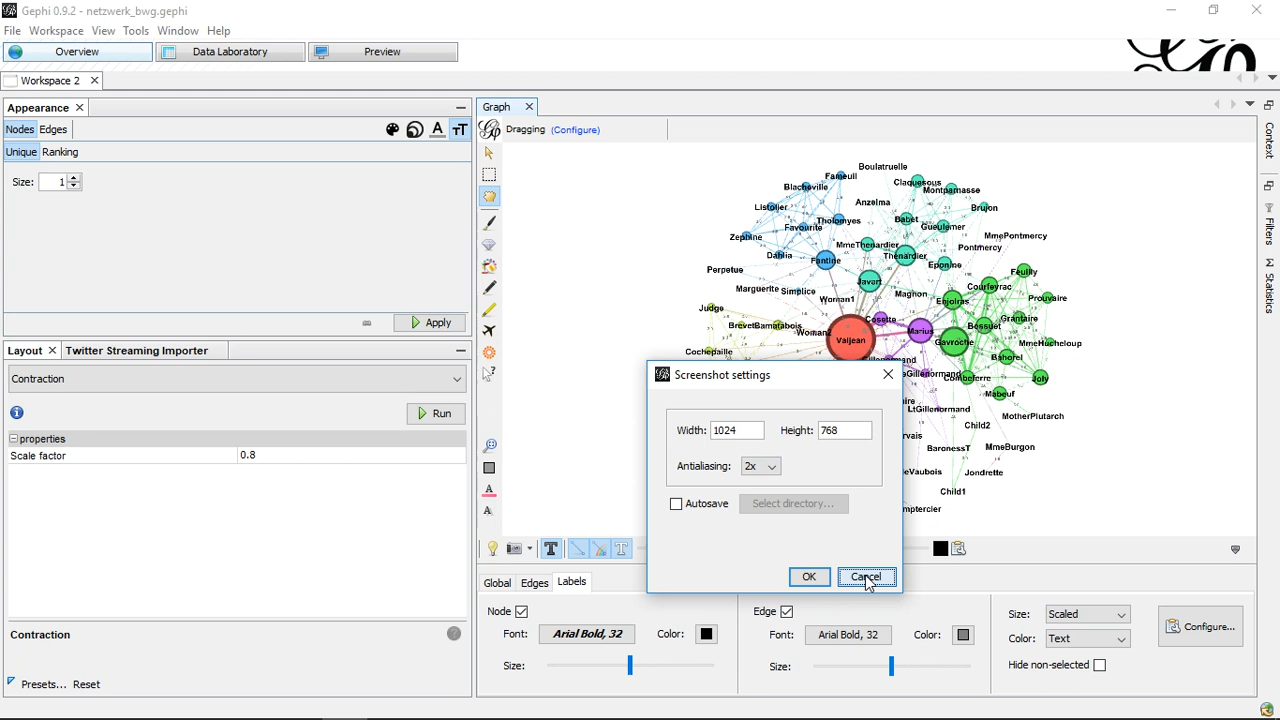 Gephi 0.9.2 - netzwerk_bwg.gephi
File Workspace View Tools Window Help
Overview Data Laboratory Preview
Workspace 2
Appearance
Nodes Edges
Unique Ranking
Size: 1
Apply
Layout Twitter Streaming Importer
Contraction
Run
properties
Scale factor 0.8
Contraction
Presets... Reset
Graph
Dragging (Configure)
Boulatruelle
Fameuil
Claquesous
Blacheville
Montparnasse
Listolier
Anzelma
Brujon
Tholomyes
Babet
Favourite
Gueulemer
Zephine
MmePontmercy
MmeThenardier
Pontmercy
Dahlia
Fantine
Thenardier
Eponine
Perpetue
Feuilly
Javert
Courfeyrac
Marguerite Simplice
Magnon
Prouvaire
Woman1
Enjolras
Judge
Cosette
Grantaire
Brevet
Bamatabois
Bossuet
Woman2
Marius
Valjean
Gavroche
MmeHucheloup
Cochepaille
Bahorel
Combeferre
Joly
Mabeuf
LtGillenormand
MotherPlutarch
Child2
BaronessT
MmeBurgon
Jondrette
Child1
Screenshot settings
Width: 1024 Height: 768
Antialiasing: 2x
Autosave Select directory...
OK Cancel
Global Edges Labels
Node
Font: Arial Bold, 32 Color:
Size:
Edge
Font: Arial Bold, 32 Color:
Size:
Size: Scaled
Color: Text
Hide non-selected
Configure...
Context
Filters
Statistics